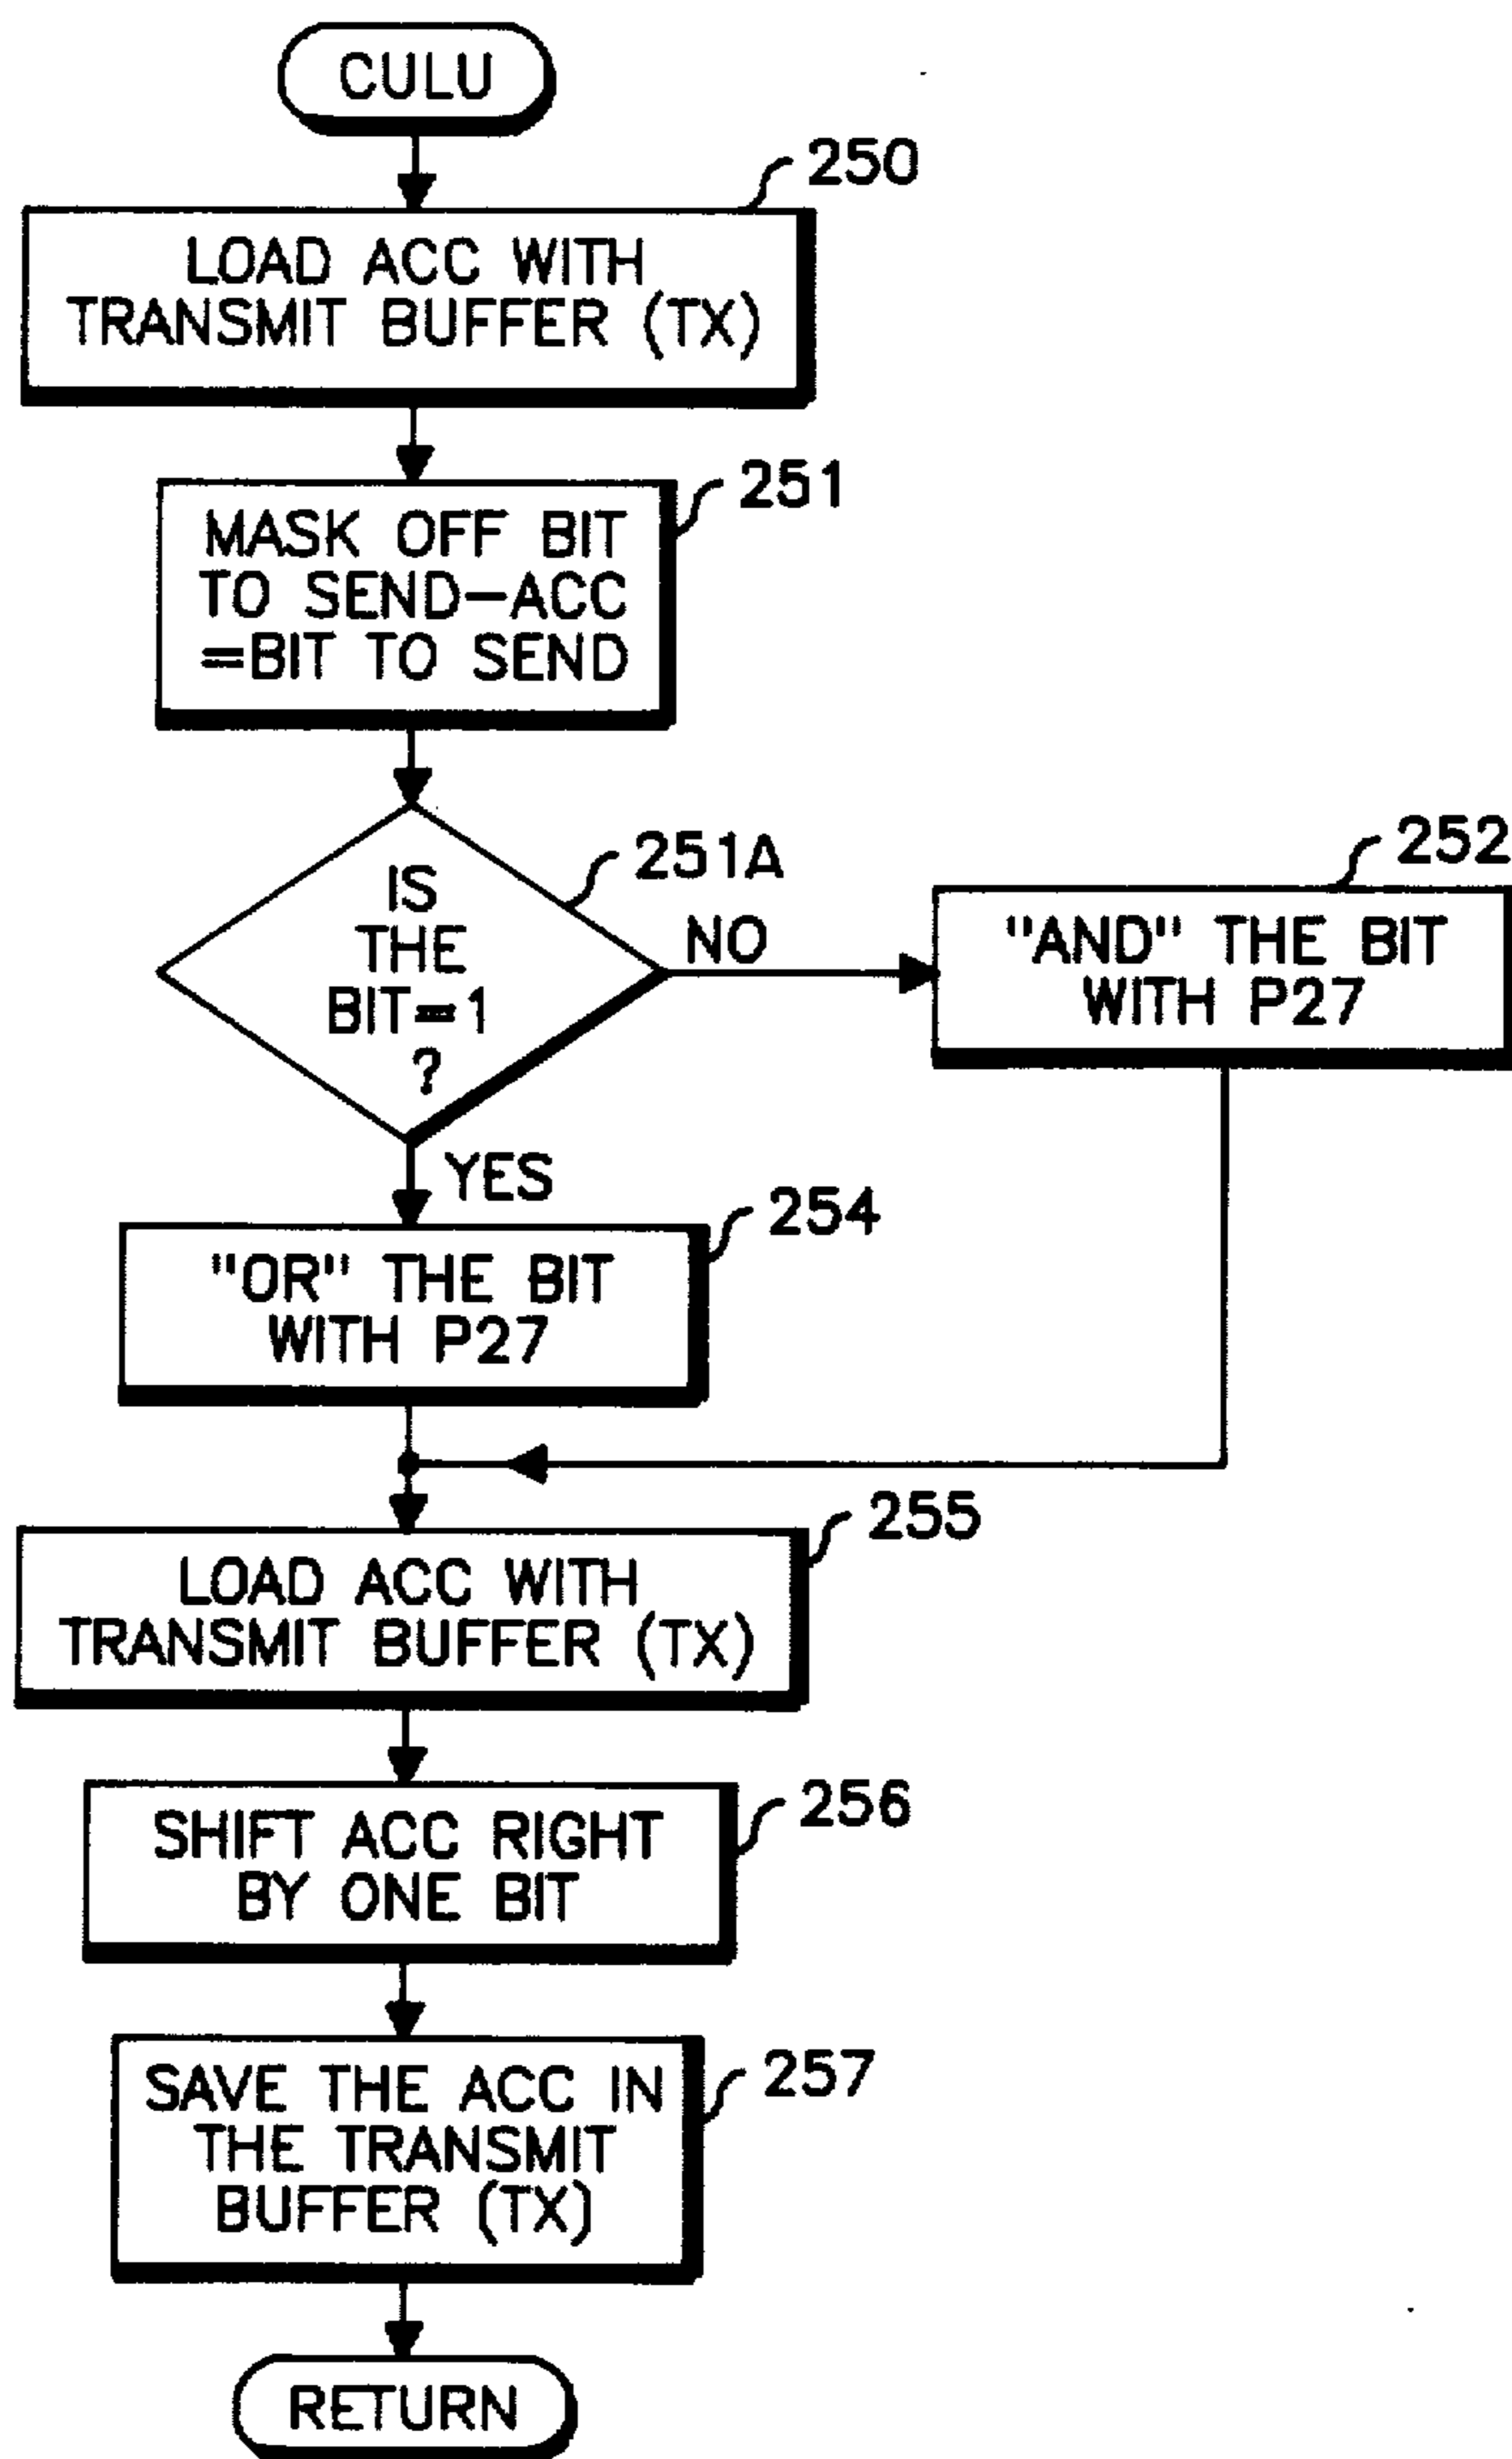 CULU
250
LOAD ACC WITH
TRANSMIT BUFFER (TX)
251
MASK OFF BIT
TO SEND-ACC
=BIT TO SEND
251A
IS
THE
BIT=1
?
NO
252
"AND" THE BIT
WITH P27
YES
254
"OR" THE BIT
WITH P27
255
LOAD ACC WITH
TRANSMIT BUFFER (TX)
256
SHIFT ACC RIGHT
BY ONE BIT
257
SAVE THE ACC IN
THE TRANSMIT
BUFFER (TX)
RETURN